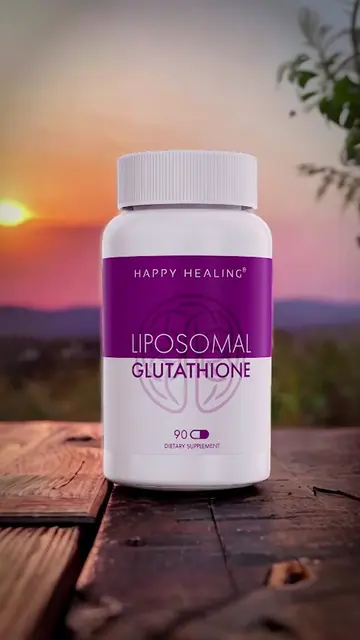 HAPPY HEALING®
LIPOSOMAL
GLUTATHIONE
90
DIETARY SUPPLEMENT